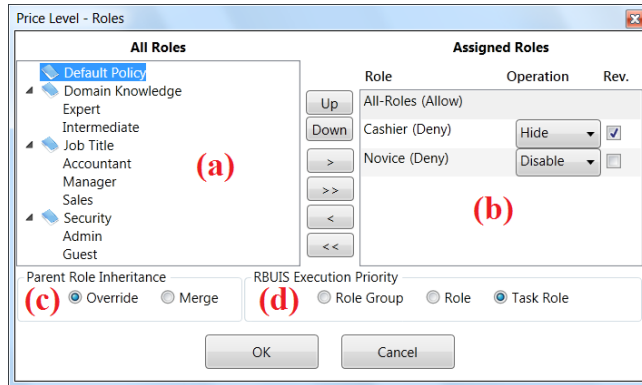 Price Level - Roles
X
All Roles
Default Policy
Domain Knowledge
Expert
Intermediate
Job Title
Accountant
Manager
Sales
Security
Admin
Guest
(a)
Up
Down
>
>>
<
<<
Assigned Roles
Role Operation Rev.
All-Roles (Allow)
Cashier (Deny) Hide
Novice (Deny) Disable
(b)
Parent Role Inheritance
(c) Override Merge
RBUIS Execution Priority
(d) Role Group Role Task Role
OK Cancel